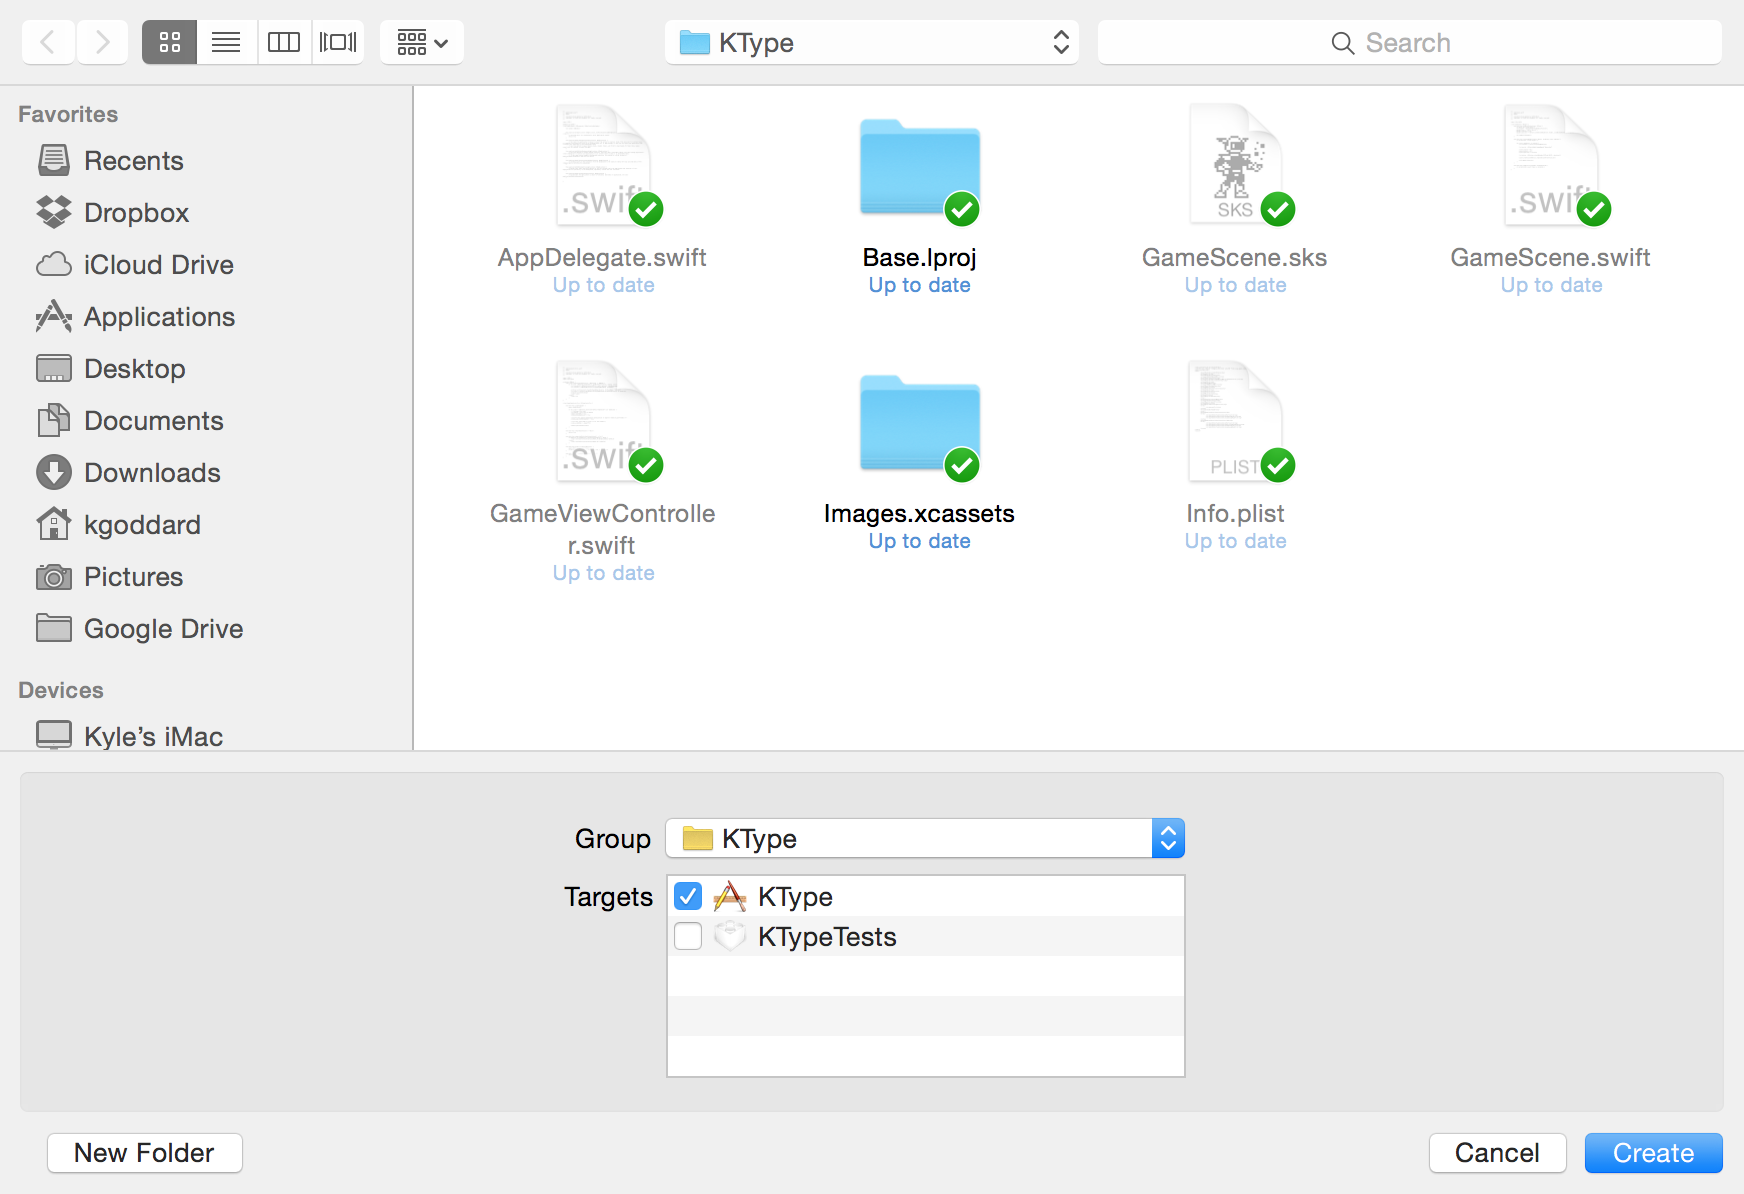 KType
Search
Favorites
Recents
Dropbox
iCloud Drive
Applications
Desktop
Documents
Downloads
kgoddard
Pictures
Google Drive
Devices
Kyle’s iMac
.swift
SKS
.swift
AppDelegate.swift
Base.lproj
GameScene.sks
GameScene.swift
Up to date
Up to date
Up to date
Up to date
.swift
PLIST
GameViewControlle
r.swift
Images.xcassets
Info.plist
Up to date
Up to date
Up to date
Group
KType
Targets
KType
KTypeTests
New Folder
Cancel
Create